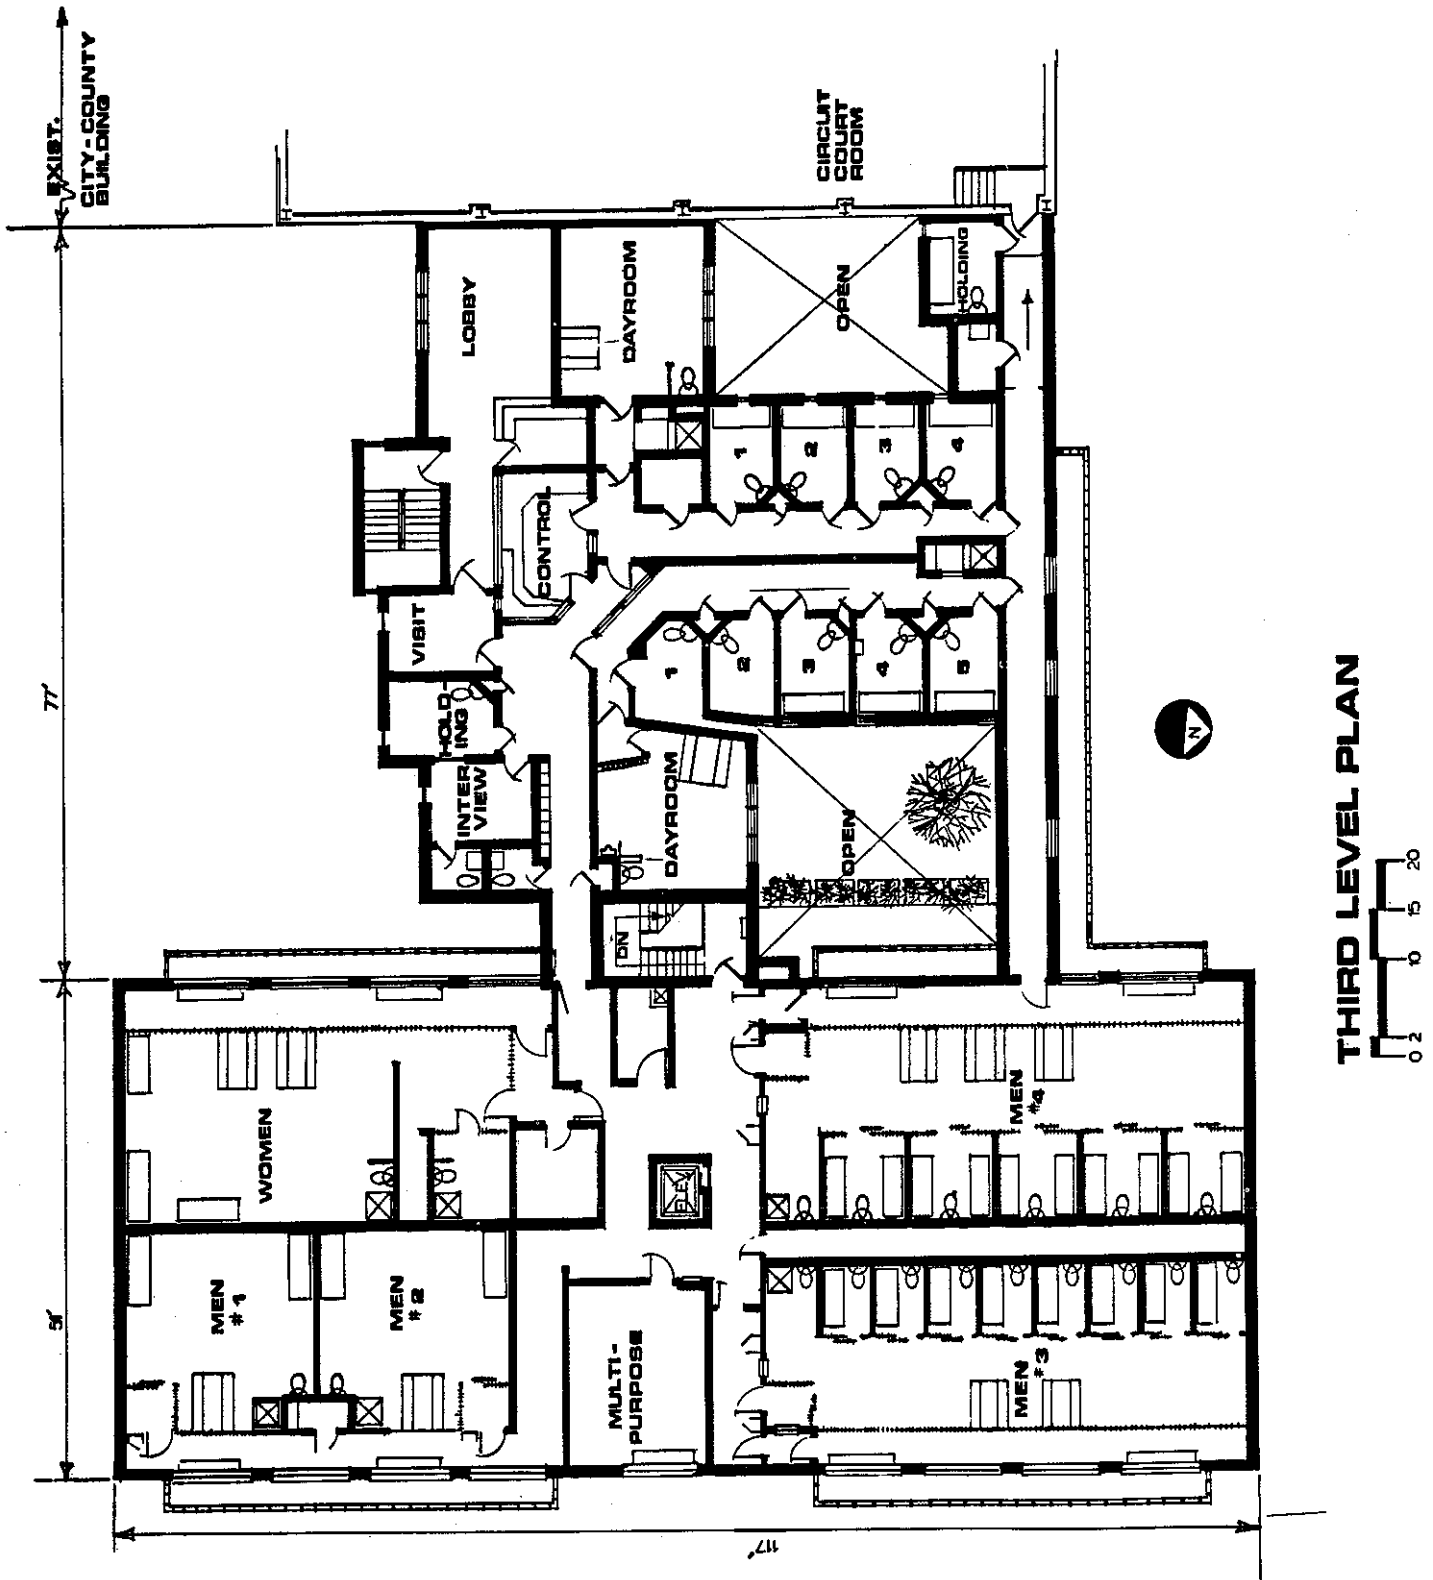 EXIST.
CITY-COUNTY
BUILDING
CIRCUIT
COURT
ROOM
77'
LOBBY
DAYROOM
OPEN
HOLDING
1
2
3
4
CONTROL
VISIT
HOLD-
ING
INTER
VIEW
1
2
3
4
5
DAYROOM
OPEN
DN
N
51'
WOMEN
MEN
#1
MEN
#2
ELEV.
MULTI-
PURPOSE
MEN
#4
MEN
#3
117'
THIRD LEVEL PLAN
0 2 10 15 20